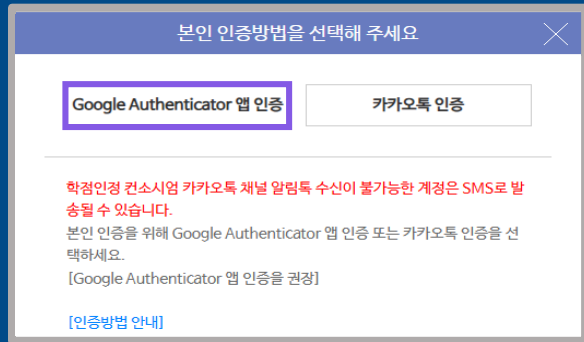 본인 인증방법을 선택해 주세요
Google Authenticator 앱 인증
카카오톡 인증
학점인정 컨소시엄 카카오톡 채널 알림톡 수신이 불가능한 계정은 SMS로 발
송될 수 있습니다.
본인 인증을 위해 Google Authenticator 앱 인증 또는 카카오톡 인증을 선
택하세요.
[Google Authenticator 앱 인증을 권장]
[인증방법 안내]